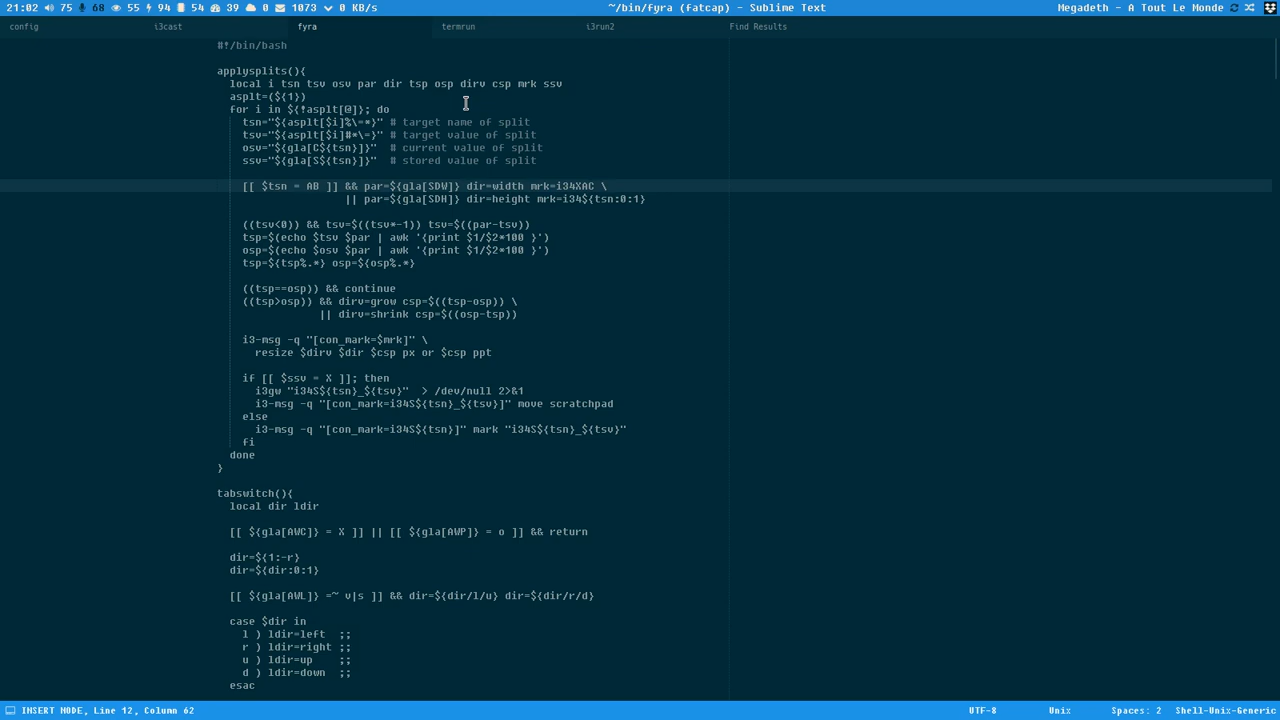 21:02 75 68 55 94 54 39 0 1073 0 KB/s ~/bin/fyra (fatcap) - Sublime Text Megadeth - A Tout Le Monde
config i3cast fyra termrun i3run2 Find Results
#!/bin/bash
applysplits(){
  local i tsn tsv osv par dir tsp osp dirv csp mrk ssv
  asplt=(${1})
  for i in ${!asplt[@]}; do
    tsn="${asplt[$i]%\=*}" # target name of split
    tsv="${asplt[$i]#*\=}" # target value of split
    osv="${gla[C${tsn}]}"  # current value of split
    ssv="${gla[S${tsn}]}"  # stored value of split
    [[ $tsn = AB ]] && par=${gla[SDW]} dir=width mrk=i34XAC \
                    || par=${gla[SDH]} dir=height mrk=i34${tsn:0:1}
    ((tsv<0)) && tsv=$((tsv*-1)) tsv=$((par-tsv))
    tsp=$(echo $tsv $par | awk '{print $1/$2*100 }')
    osp=$(echo $osv $par | awk '{print $1/$2*100 }')
    tsp=${tsp%.*} osp=${osp%.*}
    ((tsp==osp)) && continue
    ((tsp>osp)) && dirv=grow csp=$((tsp-osp)) \
                || dirv=shrink csp=$((osp-tsp))
    i3-msg -q "[con_mark=$mrk]" \
      resize $dirv $dir $csp px or $csp ppt
    if [[ $ssv = X ]]; then
      i3gw "i34S${tsn}_${tsv}"  > /dev/null 2>&1
      i3-msg -q "[con_mark=i34S${tsn}_${tsv}]" move scratchpad
    else
      i3-msg -q "[con_mark=i34S${tsn}]" mark "i34S${tsn}_${tsv}"
    fi
  done
}
tabswitch(){
  local dir ldir
  [[ ${gla[AWC]} = X ]] || [[ ${gla[AWP]} = o ]] && return
  dir=${1:-r}
  dir=${dir:0:1}
  [[ ${gla[AWL]} =~ v|s ]] && dir=${dir/l/u} dir=${dir/r/d}
  case $dir in
    l ) ldir=left  ;;
    r ) ldir=right ;;
    u ) ldir=up    ;;
    d ) ldir=down  ;;
  esac
INSERT MODE, Line 12, Column 62 UTF-8 Unix Spaces: 2 Shell-Unix-Generic